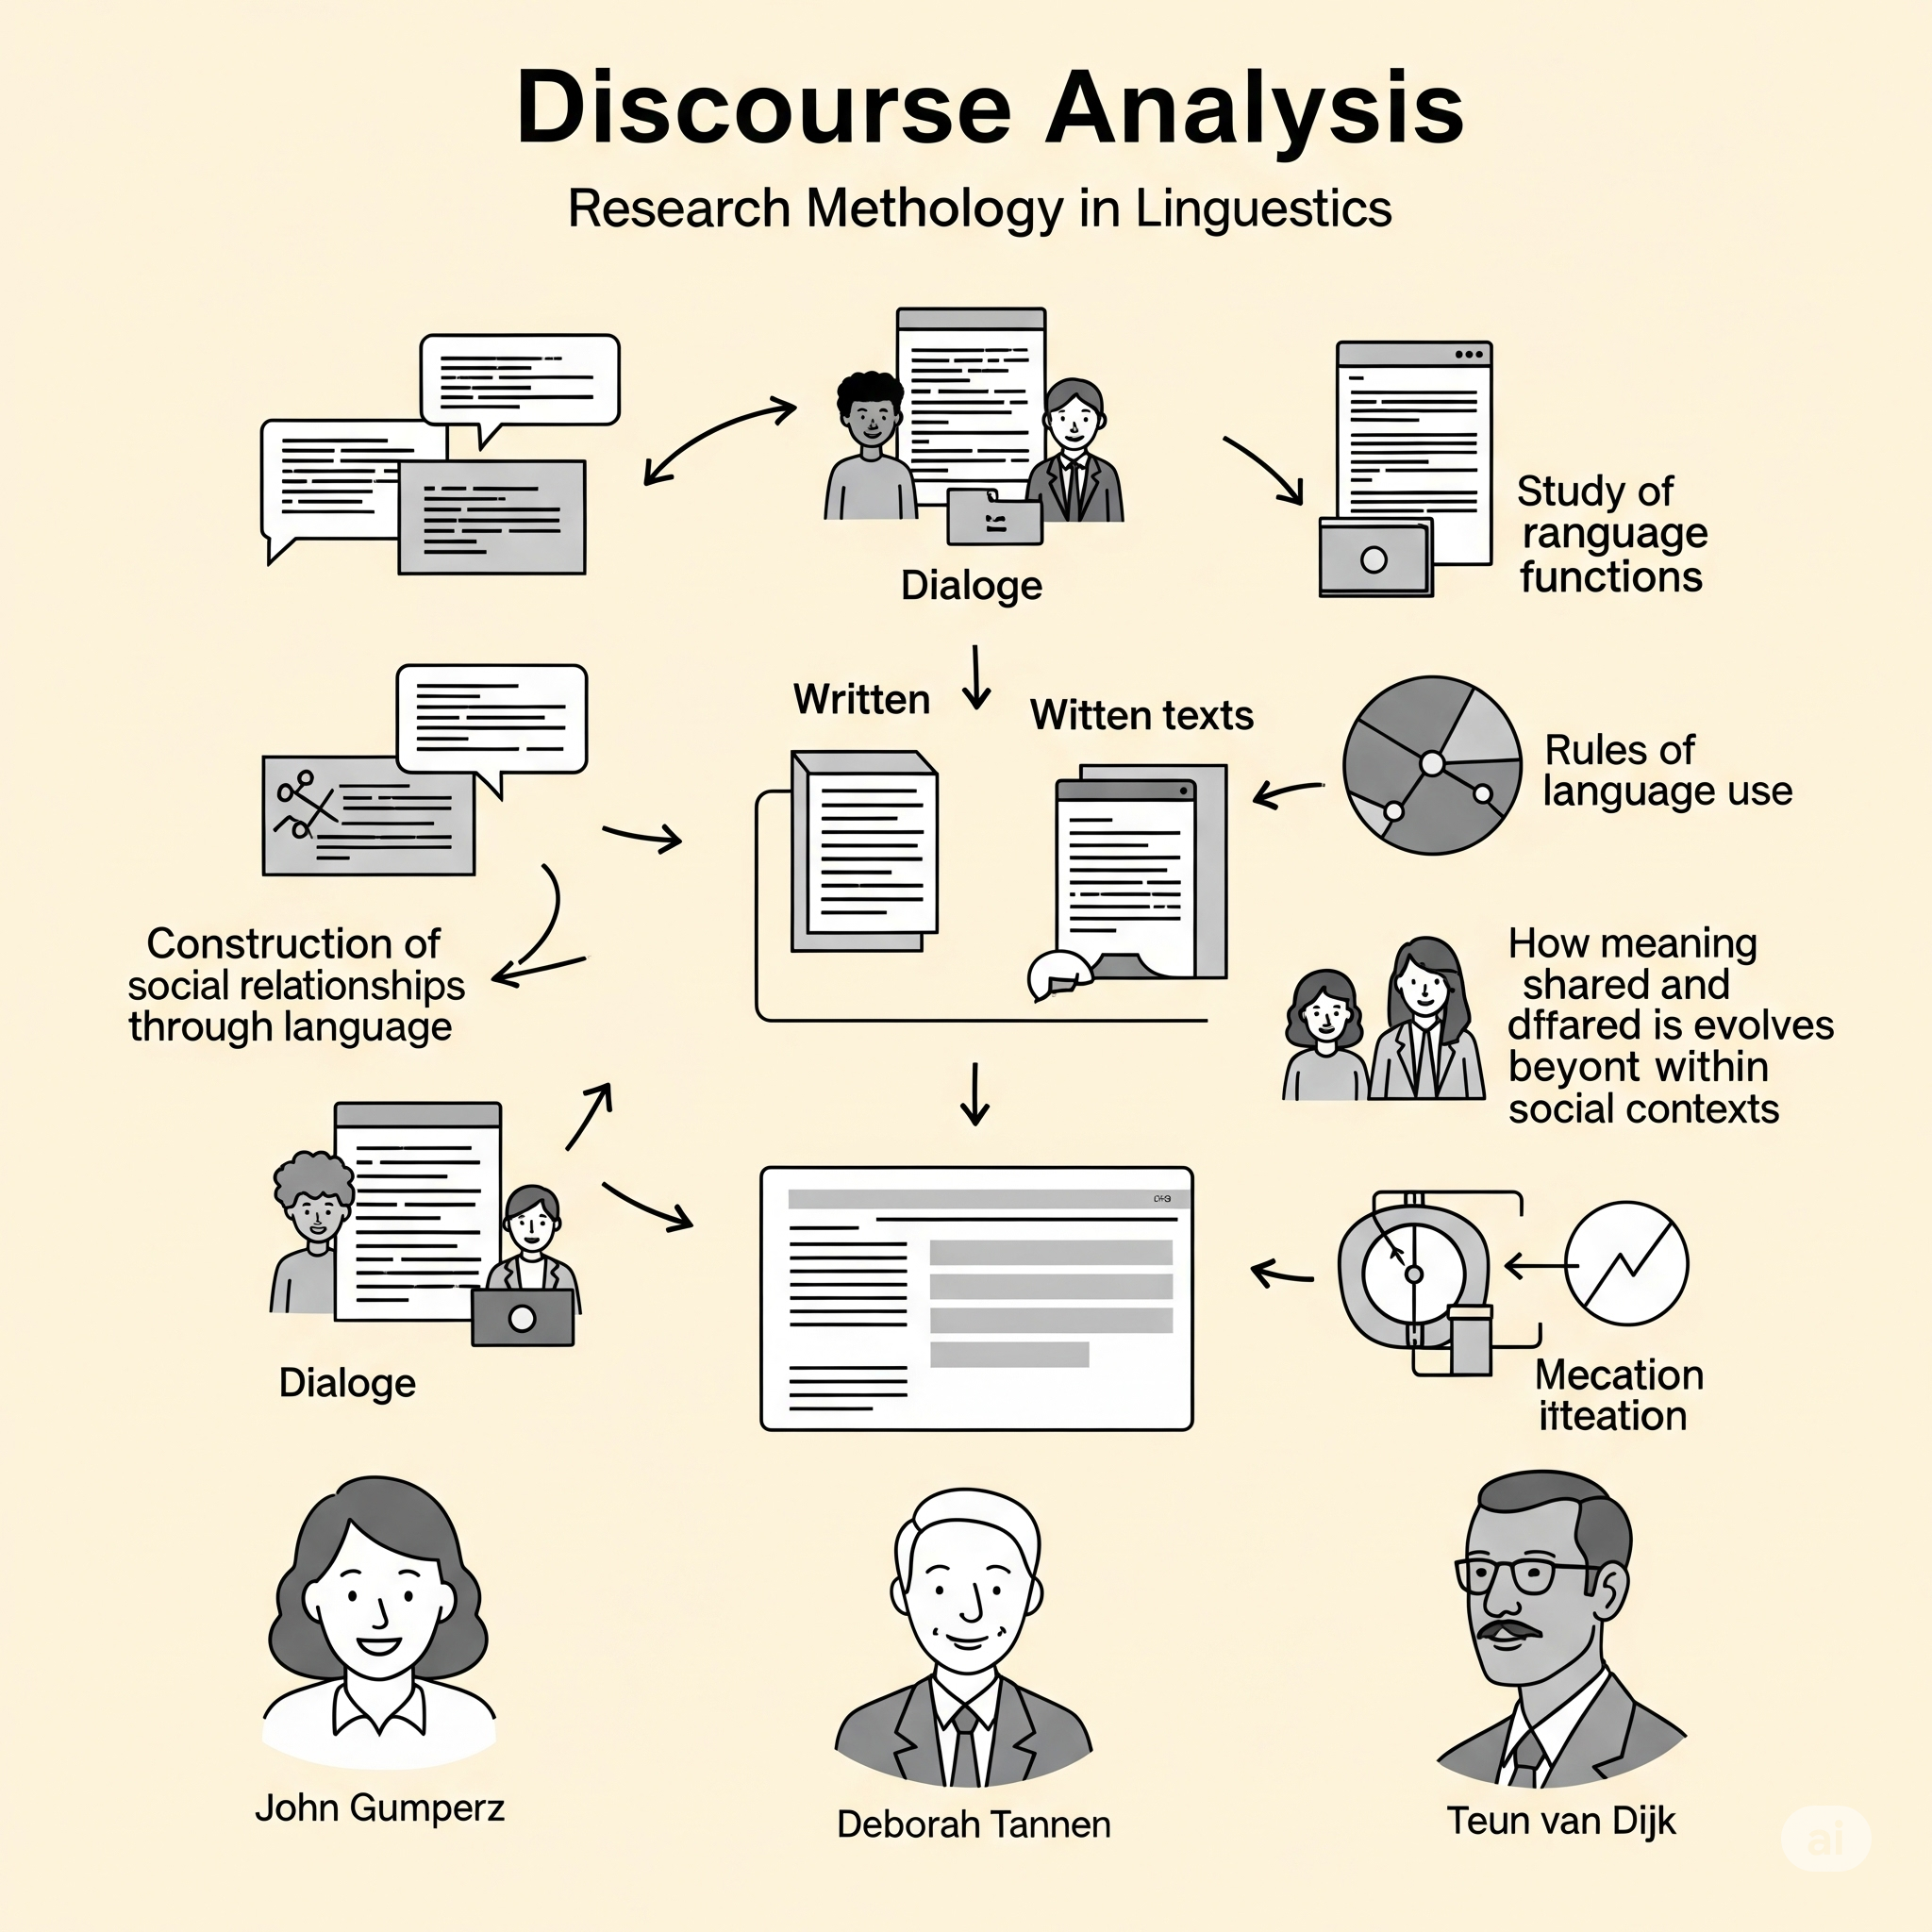 Discourse Analysis
Research Methology in Linguestics
Dialoge
Study of
ranguage
functions
Written
Witten texts
Rules of
language use
Construction of
social relationships
through language
How meaning
shared and
dffared is evolves
beyont within
social contexts
Dialoge
Mecation
itteation
John Gumperz
Deborah Tannen
Teun van Dijk
ai